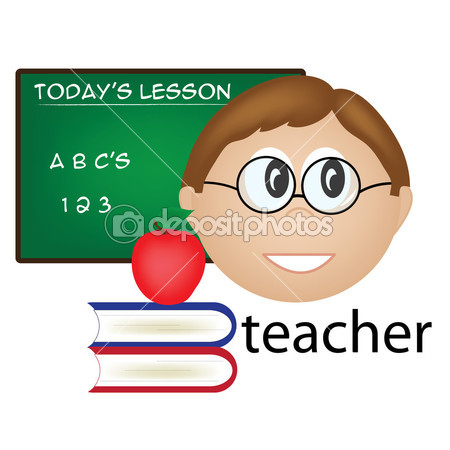 TODAY'S LESSON
A B C'S
1 2 3
depositphotos
teacher